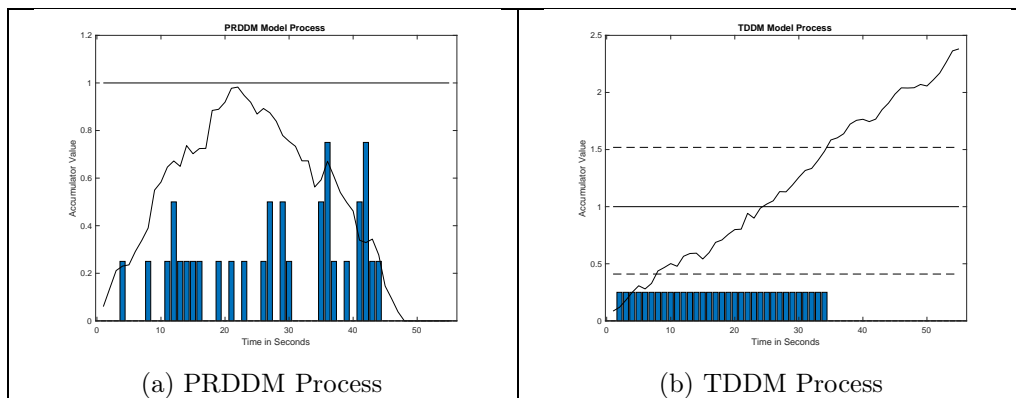 PRDDM Model Process
1.2
1
0.8
0.6
0.4
0.2
0
Accumulator Value
0 10 20 30 40 50
Time in Seconds
(a) PRDDM Process
TDDM Model Process
2.5
2
1.5
1
0.5
0
Accumulator Value
0 10 20 30 40 50
Time in Seconds
(b) TDDM Process